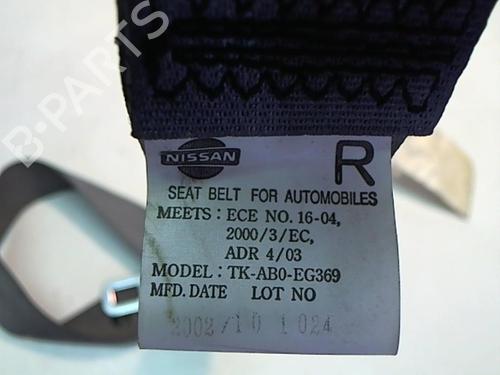 B-PARTS
NISSAN
R
SEAT BELT FOR AUTOMOBILES
MEETS : ECE NO. 16-04,
2000/3/EC,
ADR 4/03
MODEL: TK-AB0-EG369
MFD. DATE LOT NO
2002/10 1 024